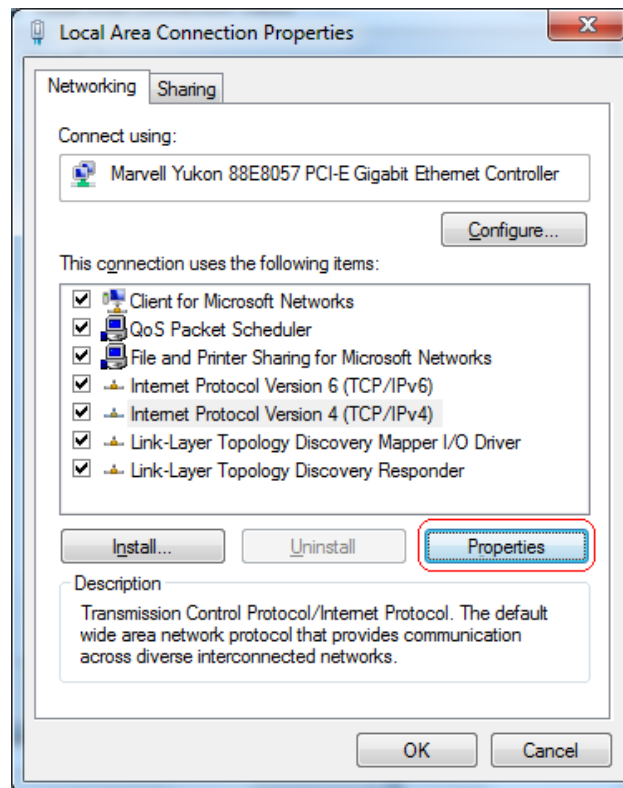 Local Area Connection Properties
Networking
Sharing
Connect using:
Marvell Yukon 88E8057 PCI-E Gigabit Ethernet Controller
Configure...
This connection uses the following items:
Client for Microsoft Networks
QoS Packet Scheduler
File and Printer Sharing for Microsoft Networks
Internet Protocol Version 6 (TCP/IPv6)
Internet Protocol Version 4 (TCP/IPv4)
Link-Layer Topology Discovery Mapper I/O Driver
Link-Layer Topology Discovery Responder
Install...
Uninstall
Properties
Description
Transmission Control Protocol/Internet Protocol. The default
wide area network protocol that provides communication
across diverse interconnected networks.
OK
Cancel